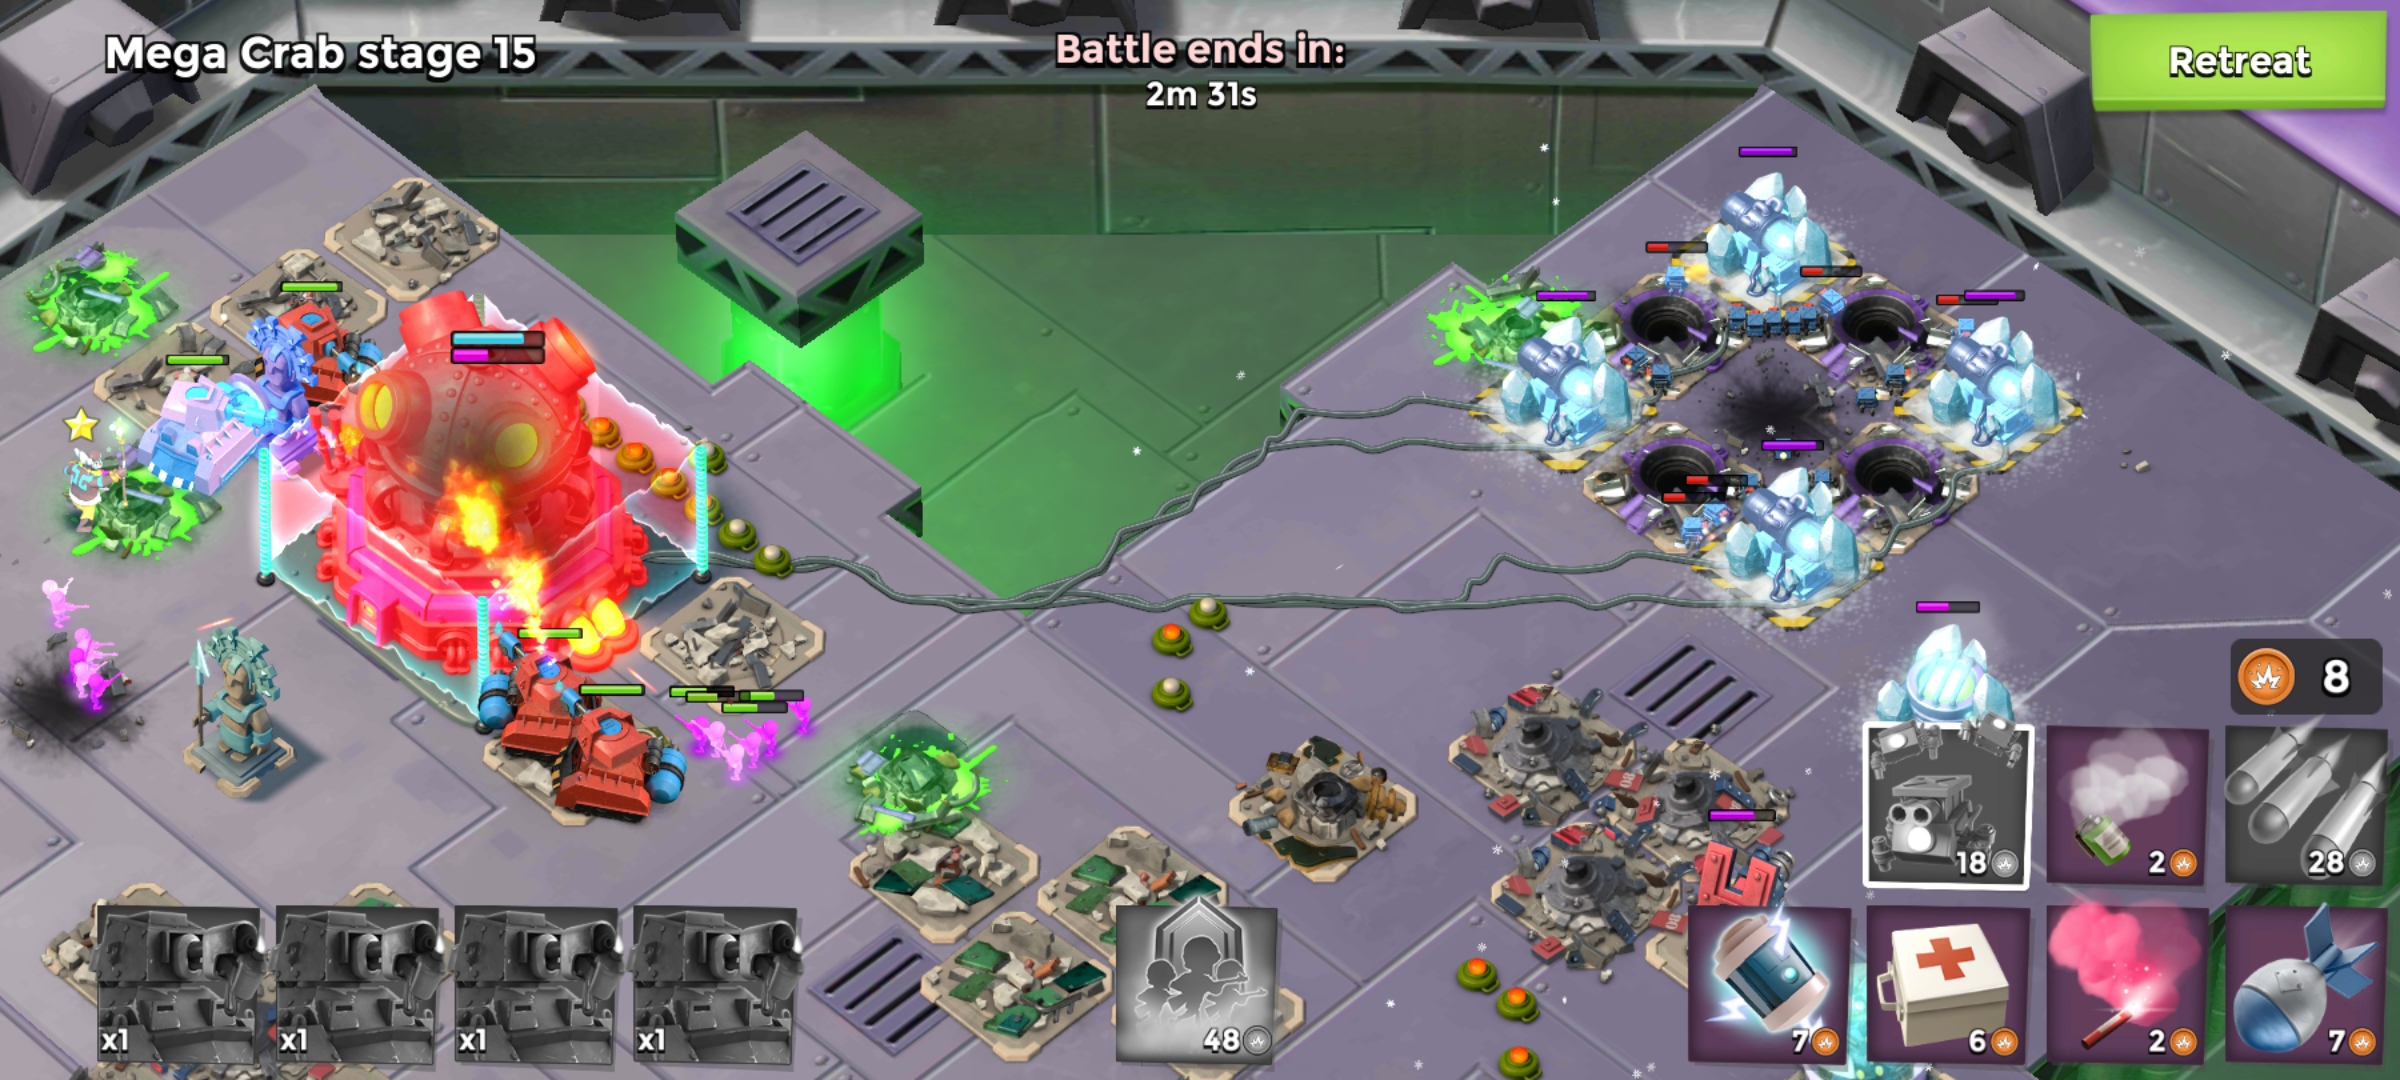 Mega Crab stage 15
Battle ends in:
2m 31s
Retreat
8
18
2
28
x1
x1
x1
x1
48
7
6
2
7